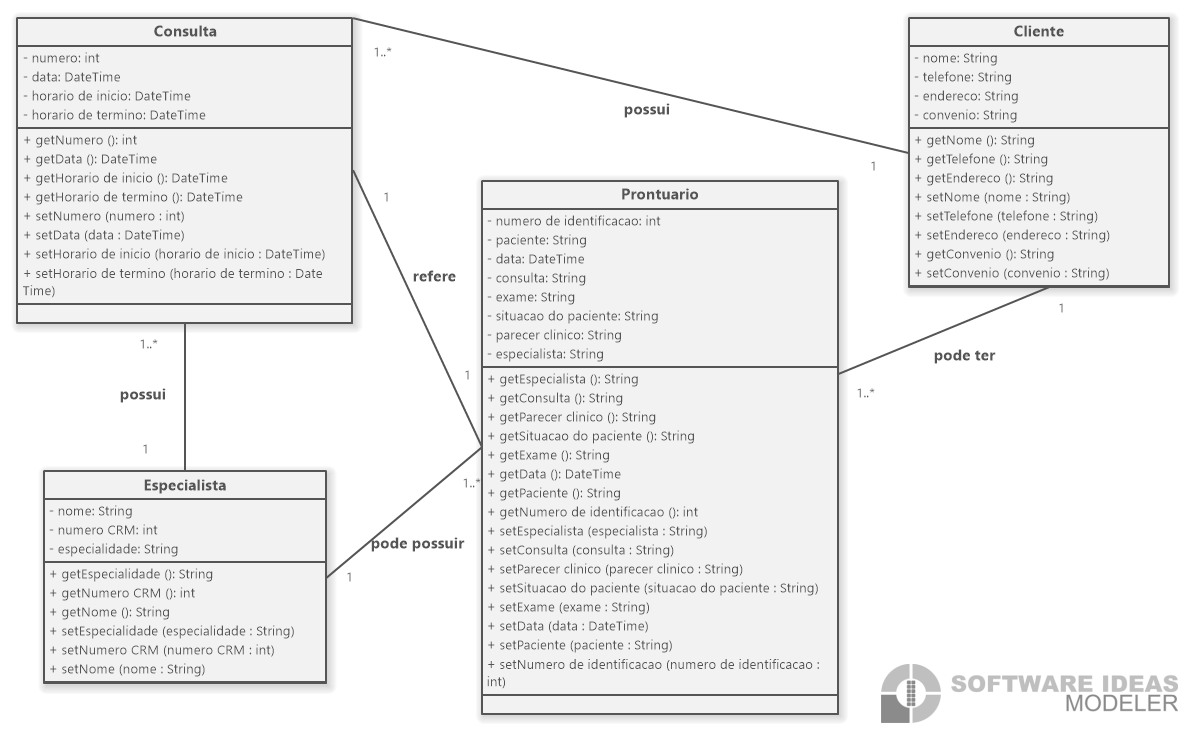 Consulta
- numero: int
- data: DateTime
- horario de inicio: DateTime
- horario de termino: DateTime
+ getNumero (): int
+ getData (): DateTime
+ getHorario de inicio (): DateTime
+ getHorario de termino (): DateTime
+ setNumero (numero : int)
+ setData (data : DateTime)
+ setHorario de inicio (horario de inicio : DateTime)
+ setHorario de termino (horario de termino : Date
Time)
1..*
possui
1
Cliente
- nome: String
- telefone: String
- endereco: String
- convenio: String
+ getNome (): String
+ getTelefone (): String
+ getEndereco (): String
+ setNome (nome : String)
+ setTelefone (telefone : String)
+ setEndereco (endereco : String)
+ getConvenio (): String
+ setConvenio (convenio : String)
1
refere
1
1
pode ter
1..*
Prontuario
- numero de identificacao: int
- paciente: String
- data: DateTime
- consulta: String
- exame: String
- situacao do paciente: String
- parecer clinico: String
- especialista: String
+ getEspecialista (): String
+ getConsulta (): String
+ getParecer clinico (): String
+ getSituacao do paciente (): String
+ getExame (): String
+ getData (): DateTime
+ getPaciente (): String
+ getNumero de identificacao (): int
+ setEspecialista (especialista : String)
+ setConsulta (consulta : String)
+ setParecer clinico (parecer clinico : String)
+ setSituacao do paciente (situacao do paciente : String)
+ setExame (exame : String)
+ setData (data : DateTime)
+ setPaciente (paciente : String)
+ setNumero de identificacao (numero de identificacao :
int)
1..*
possui
1
1..*
pode possuir
1
Especialista
- nome: String
- numero CRM: int
- especialidade: String
+ getEspecialidade (): String
+ getNumero CRM (): int
+ getNome (): String
+ setEspecialidade (especialidade : String)
+ setNumero CRM (numero CRM : int)
+ setNome (nome : String)
SOFTWARE IDEAS
MODELER